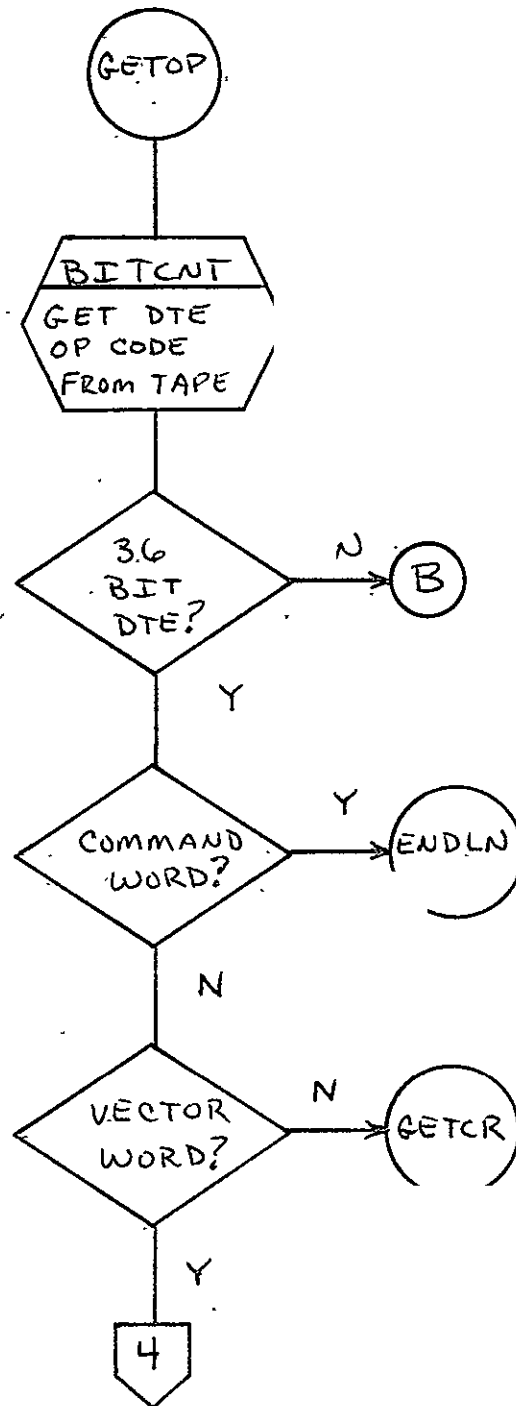 GETOP
BITCNT
GET DTE
OP CODE
FROM TAPE
36
BIT
DTE?
N
B
Y
COMMAND
WORD?
Y
ENDLN
N
VECTOR
WORD?
N
GETCR
Y
4